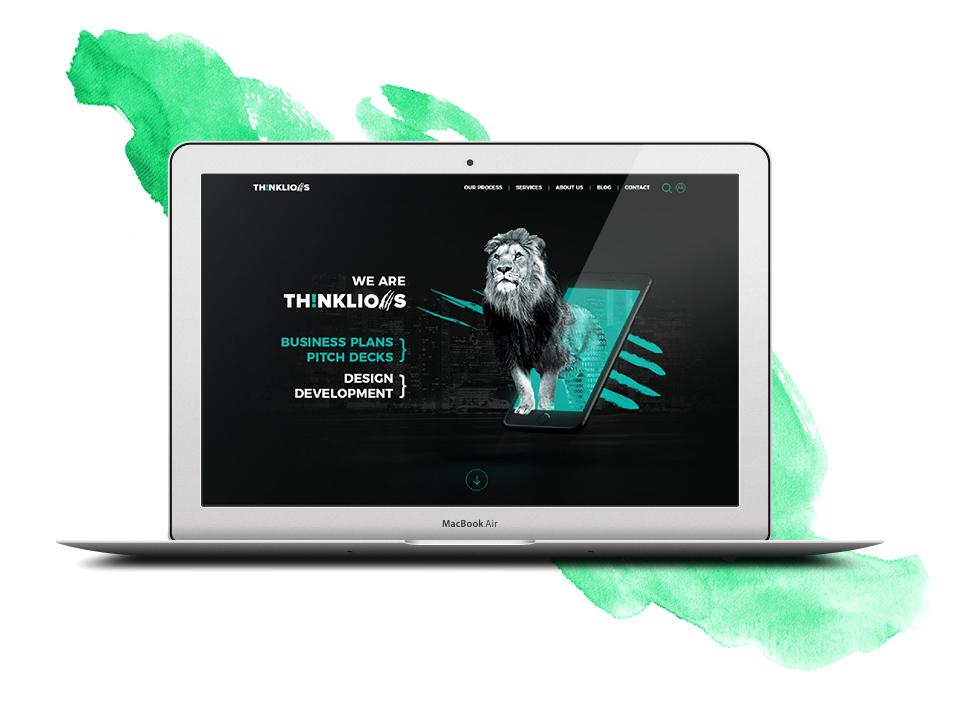 TH!NKLIONS
OUR PROCESS | SERVICES | ABOUT US | BLOG | CONTACT
WE ARE
TH!NKLIONS
BUSINESS PLANS
PITCH DECKS }
DESIGN
DEVELOPMENT }
MacBook Air